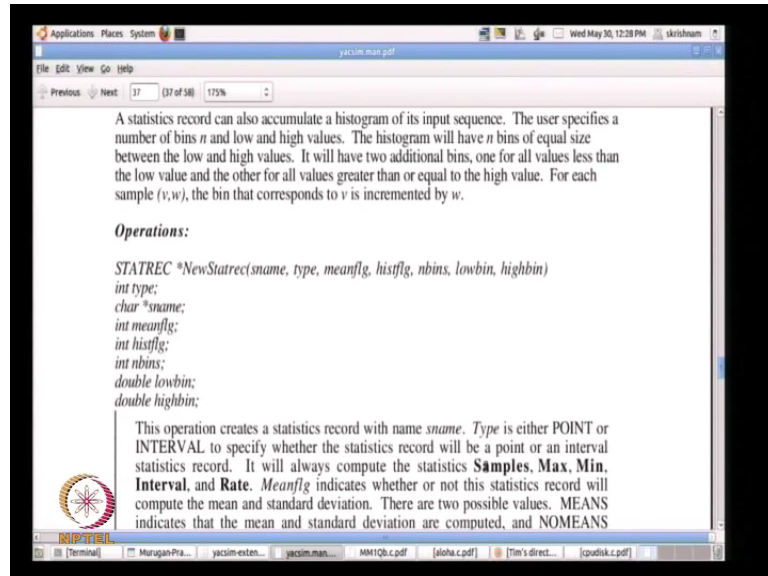 Applications Places System Wed May 30, 12:28 PM skrishnam
yacsim.man.pdf
File Edit View Go Help
Previous Next 37 (37 of 58) 175%
A statistics record can also accumulate a histogram of its input sequence. The user specifies a
number of bins n and low and high values. The histogram will have n bins of equal size
between the low and high values. It will have two additional bins, one for all values less than
the low value and the other for all values greater than or equal to the high value. For each
sample (v,w), the bin that corresponds to v is incremented by w.
Operations:
STATREC *NewStatrec(sname, type, meanflg, histflg, nbins, lowbin, highbin)
int type;
char *sname;
int meanflg;
int histflg;
int nbins;
double lowbin;
double highbin;
This operation creates a statistics record with name sname. Type is either POINT or
INTERVAL to specify whether the statistics record will be a point or an interval
statistics record. It will always compute the statistics Samples, Max, Min,
Interval, and Rate. Meanflg indicates whether or not this statistics record will
compute the mean and standard deviation. There are two possible values. MEANS
indicates that the mean and standard deviation are computed, and NOMEANS
NPTEL
[Terminal] Murugan-Pra... yacsim-exten... yacsim.man.... MM1Qb.c.pdf [aloha.c.pdf] [Tim's direct... [cpudisk.c.pdf]